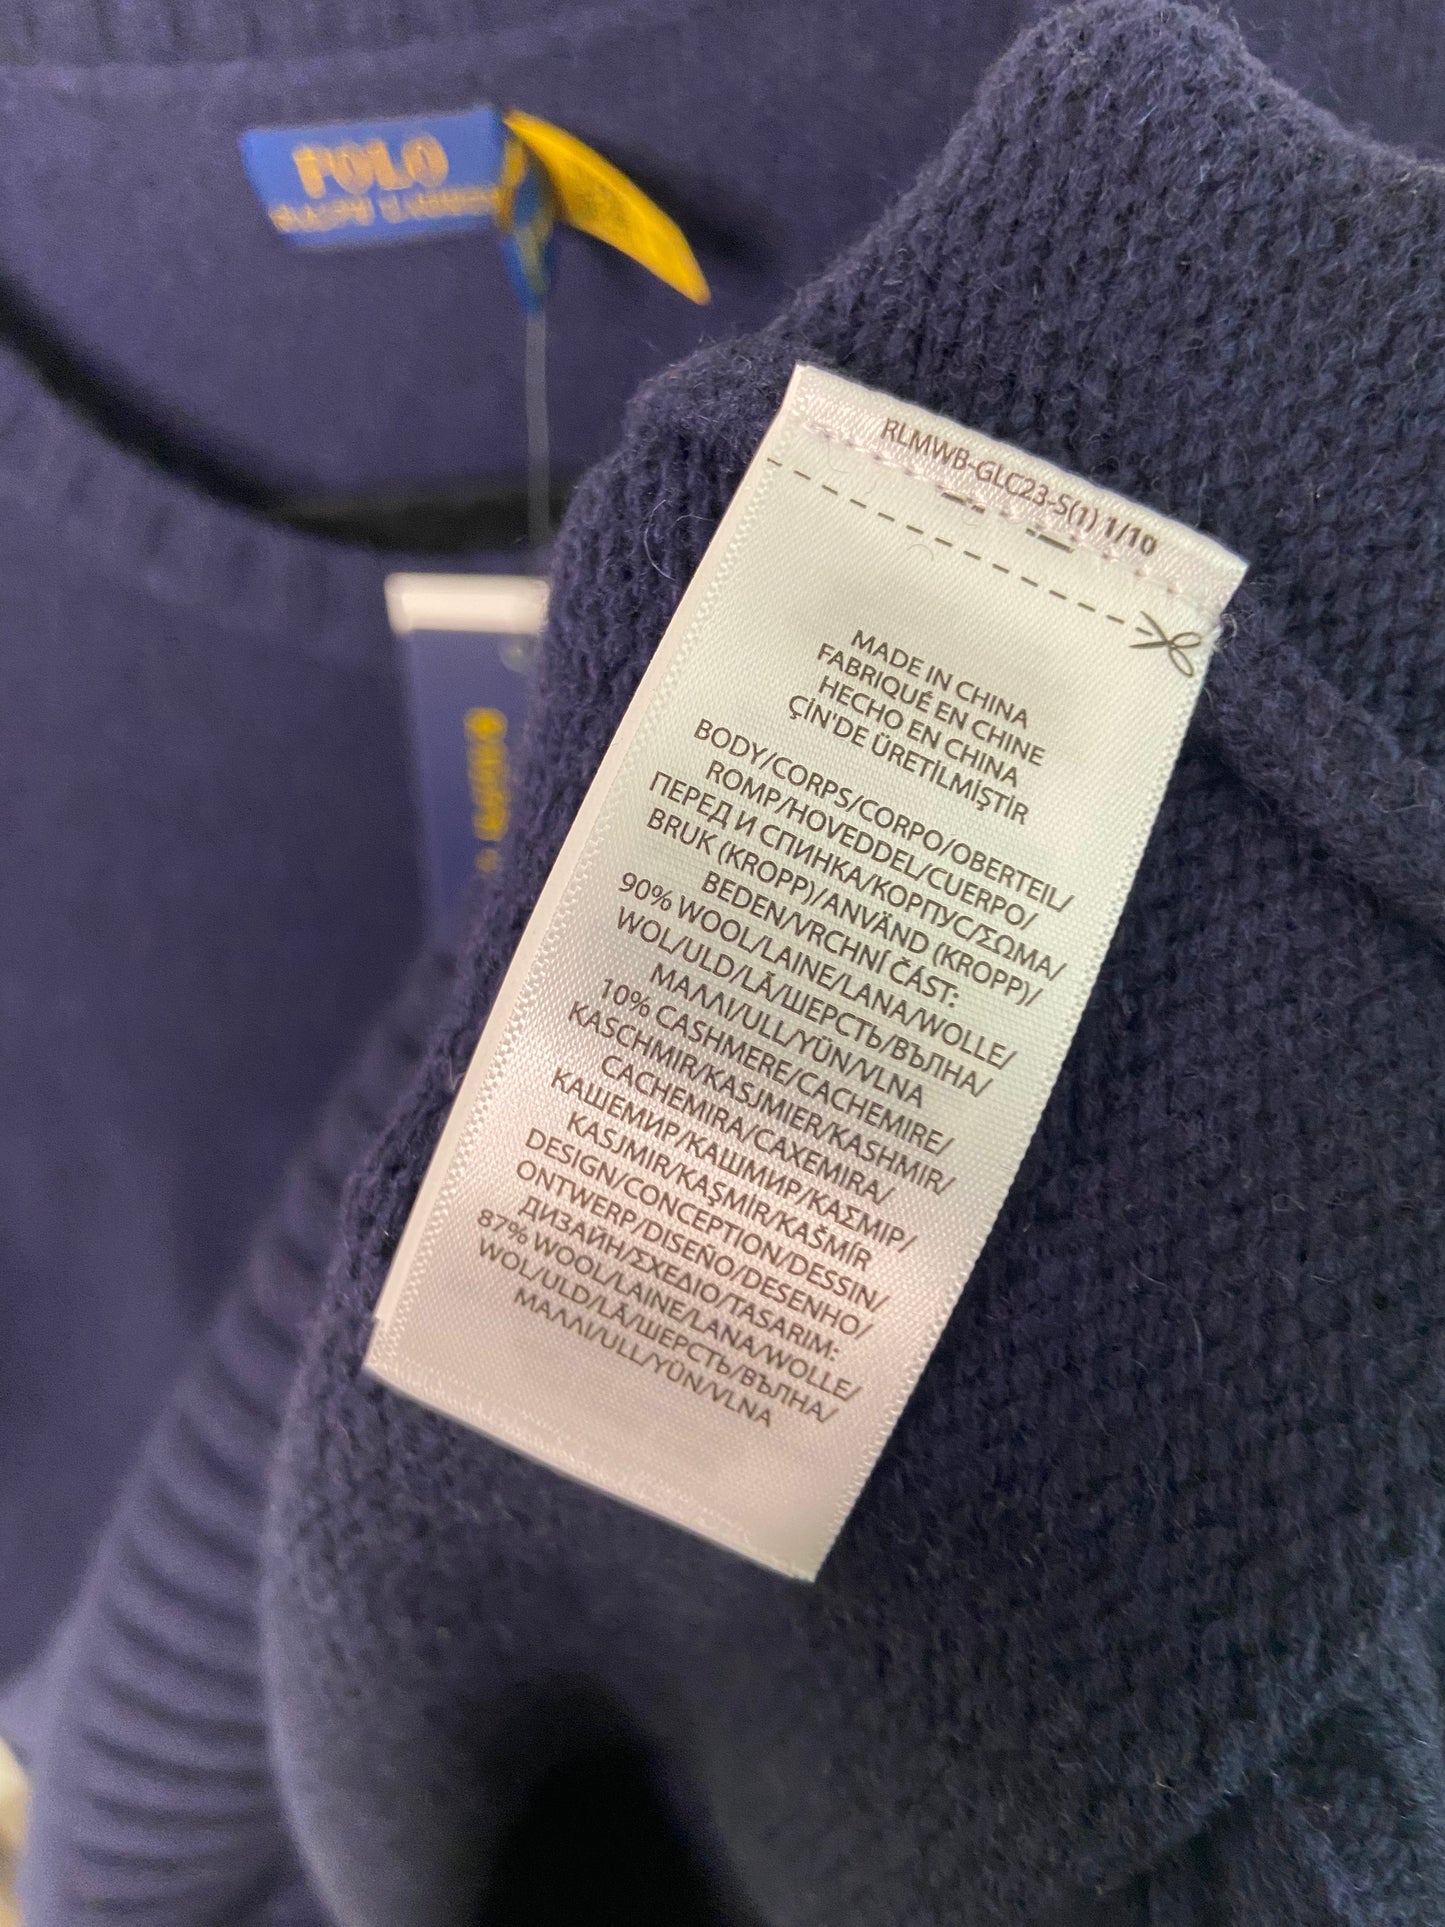 POLO
RALPH LAUREN
RLMWB-GLC23-S(1) 1/10
MADE IN CHINA
FABRIQUÉ EN CHINE
HECHO EN CHINA
ÇİN'DE ÜRETİLMİŞTİR
BODY/CORPS/CORPO/OBERTEIL/
ROMP/HOVEDDEL/CUERPO/
ПЕРЕД И СПИНКА/КОРПУС/ΣΩΜΑ/
BRUK (KROPP)/ANVÄND (KROPP)/
BEDEN/VRCHNÍ ČÁST:
90% WOOL/LAINE/LANA/WOLLE/
WOL/ULD/LÃ/ШЕРСТЬ/ВЪЛНА/
ΜΑΛΛΙ/ULL/YÜN/VLNA
10% CASHMERE/CACHEMIRE/
KASCHMIR/KASJMIER/KASHMIR/
CACHEMIRA/CAXEMIRA/
КАШЕМИР/КАШМИР/ΚΑΣΜΙΡ/
KASJMIR/KAŞMİR/KAŠMÍR
DESIGN/CONCEPTION/DESSIN/
ONTWERP/DISEÑO/DESENHO/
ДИЗАЙН/ΣΧΕΔΙΟ/TASARIM:
87% WOOL/LAINE/LANA/WOLLE/
WOL/ULD/LÃ/ШЕРСТЬ/ВЪЛНА/
ΜΑΛΛΙ/ULL/YÜN/VLNA